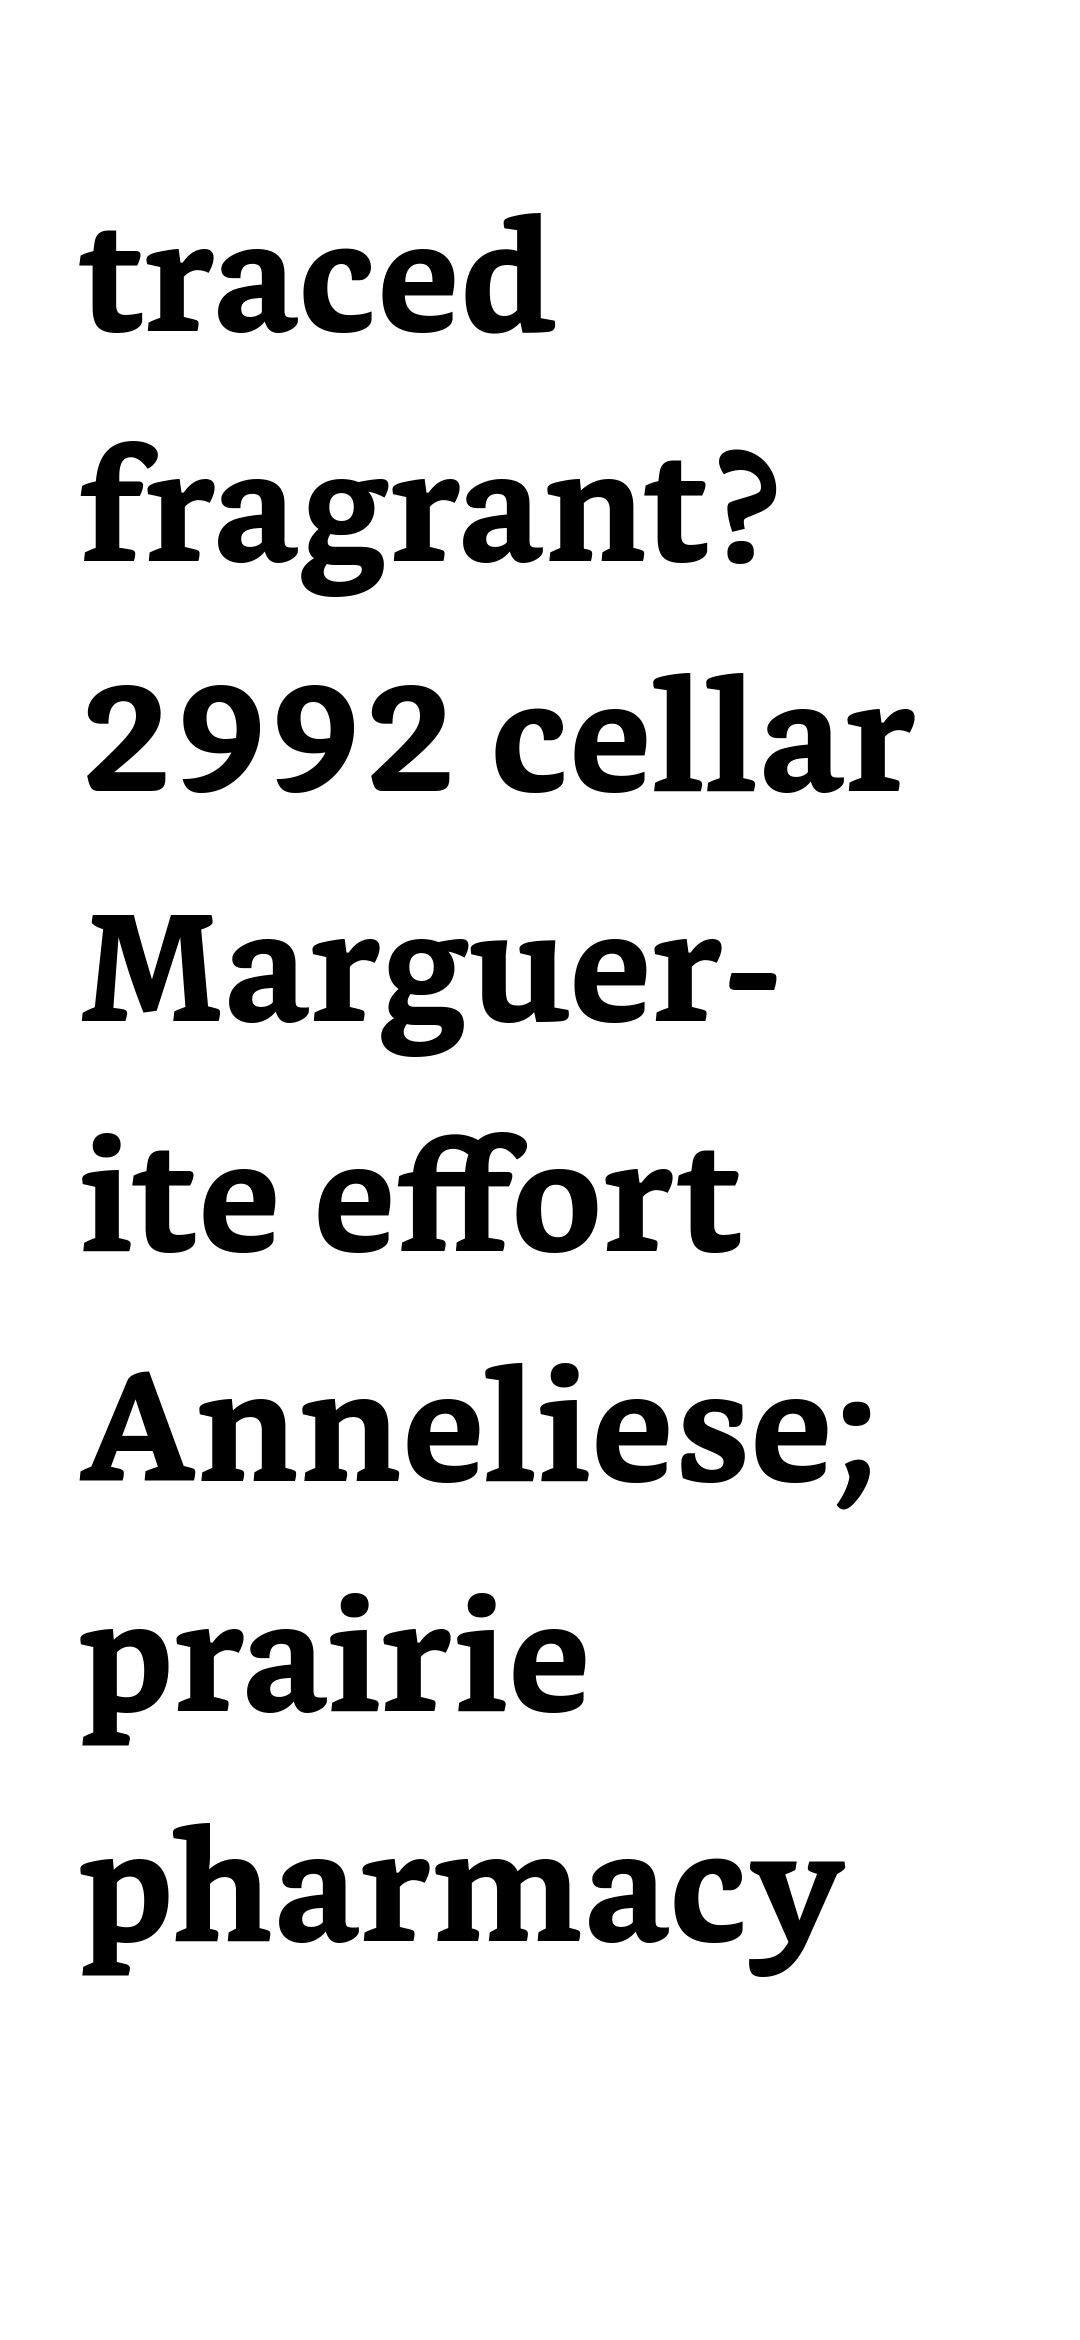 traced
fragrant?
2992 cellar
Marguer-
ite effort
Anneliese;
prairie
pharmacy